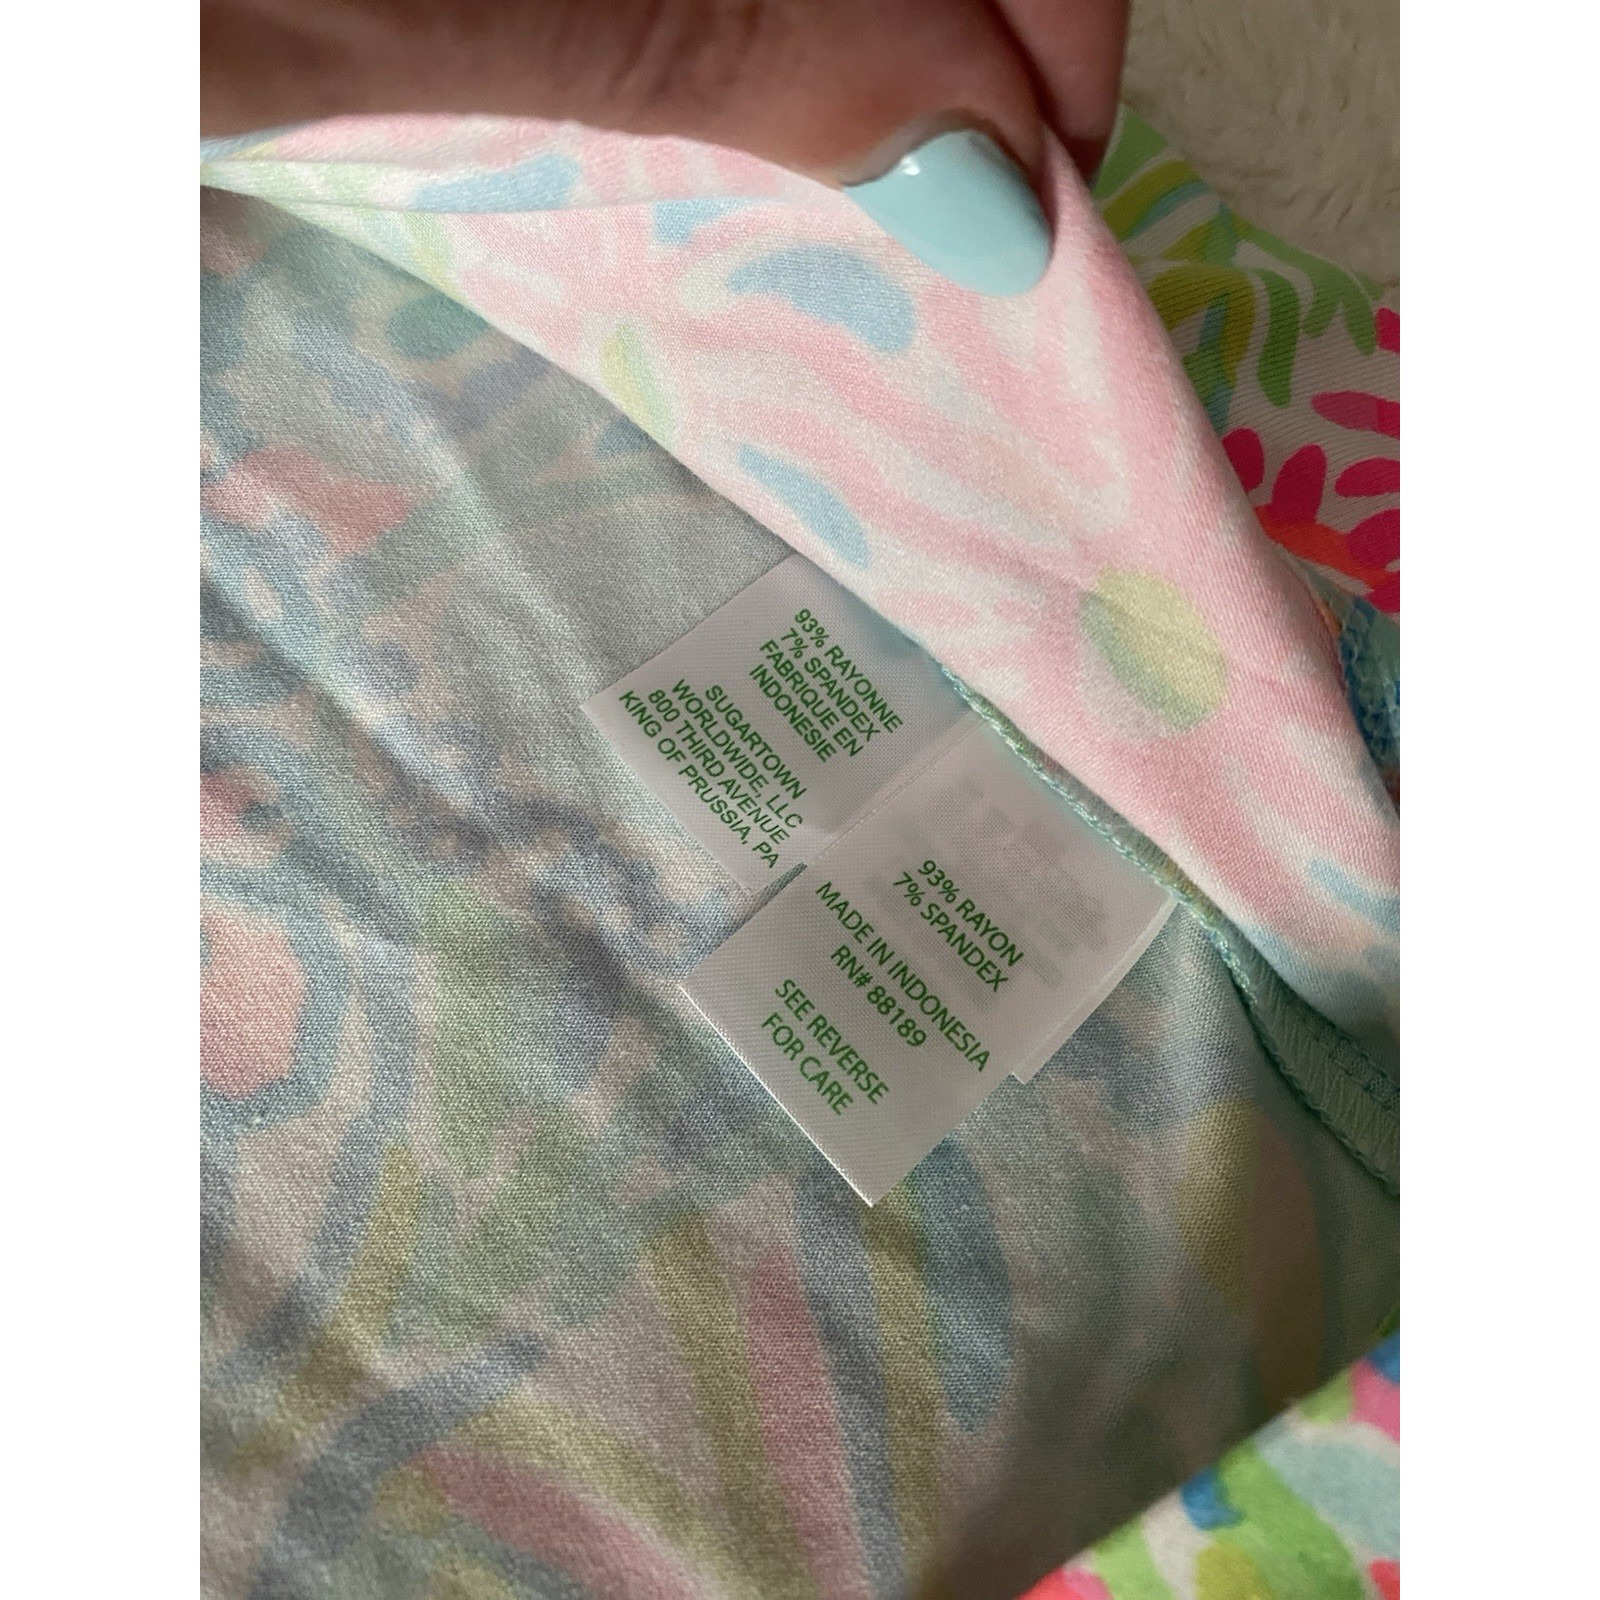 93% RAYONNE
7% SPANDEX
FABRIQUE EN
INDONESIE
SUGARTOWN
WORLDWIDE, LLC
800 THIRD AVENUE
KING OF PRUSSIA, PA
93% RAYON
7% SPANDEX
MADE IN INDONESIA
RN# 88189
SEE REVERSE
FOR CARE